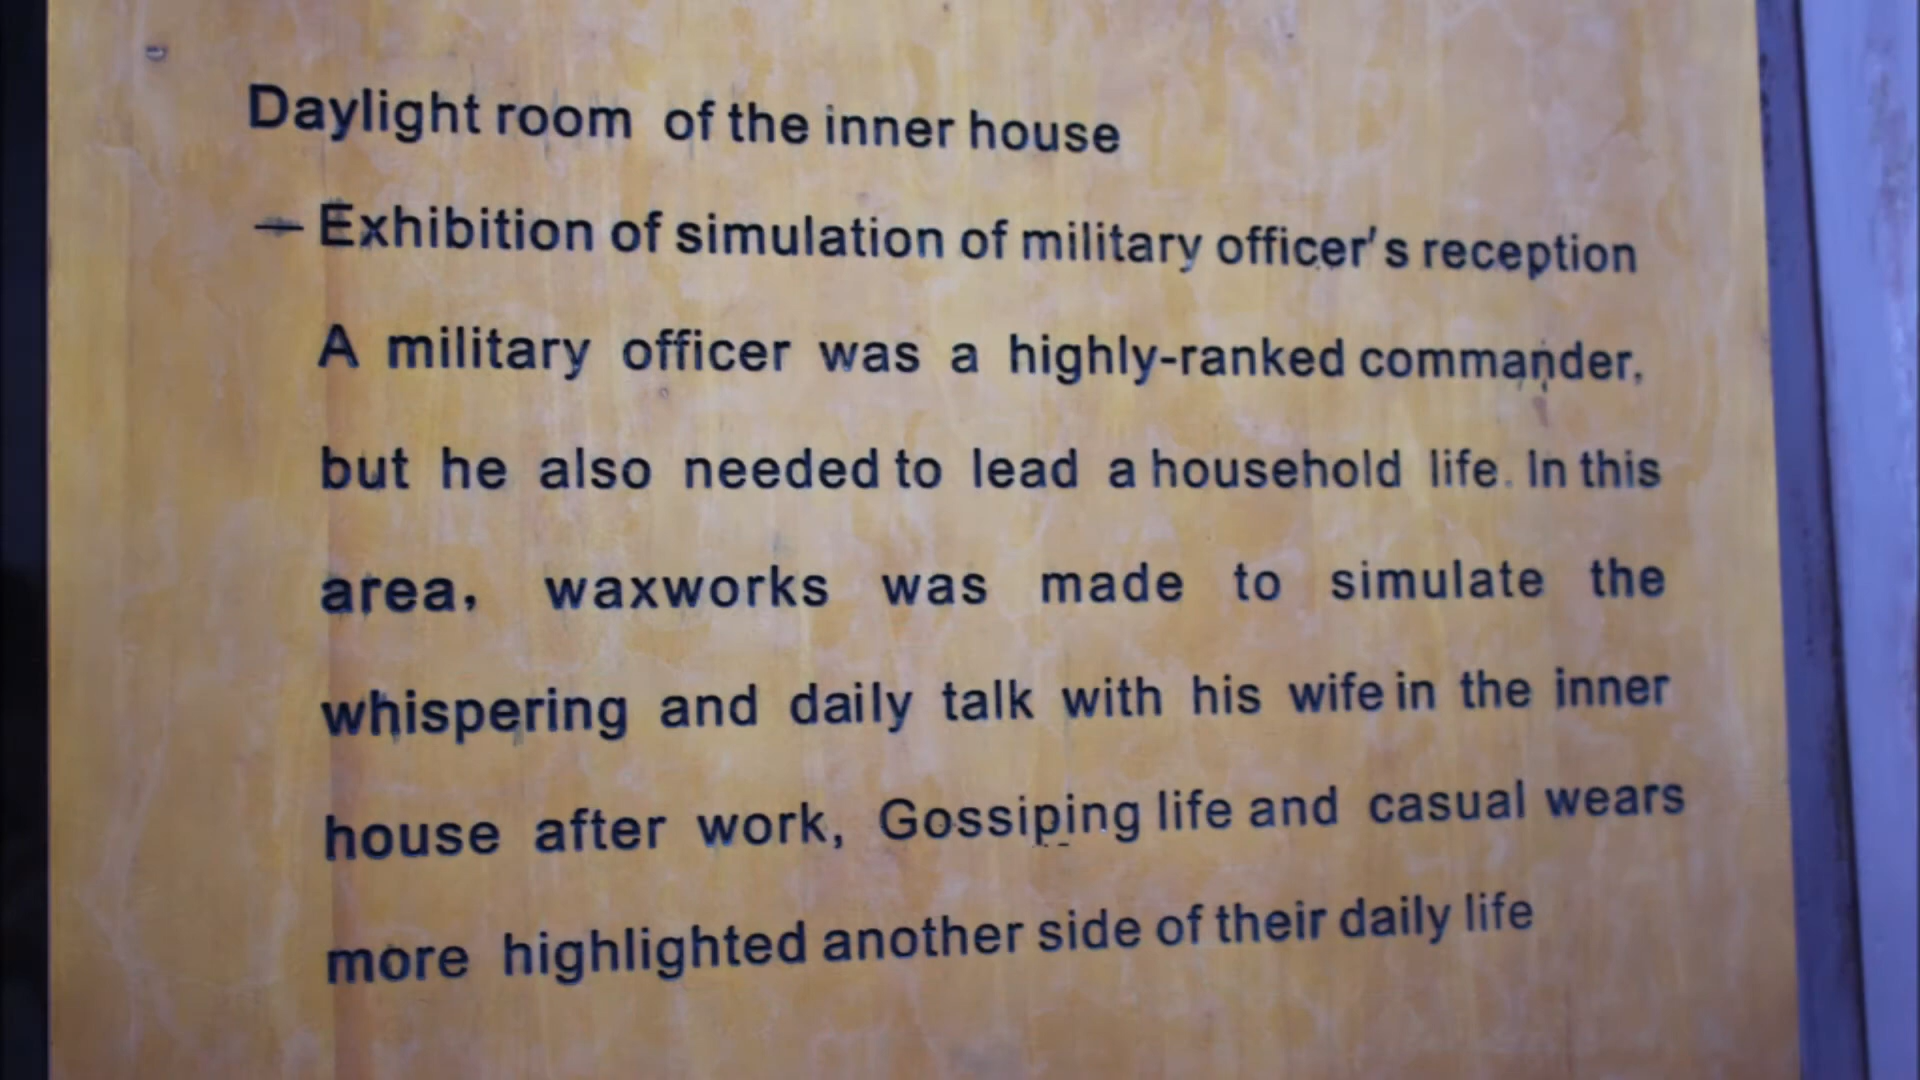 Daylight room of the inner house
— Exhibition of simulation of military officer's reception
A military officer was a highly-ranked commander,
but he also needed to lead a household life. In this
area, waxworks was made to simulate the
whispering and daily talk with his wife in the inner
house after work, Gossiping life and casual wears
more highlighted another side of their daily life